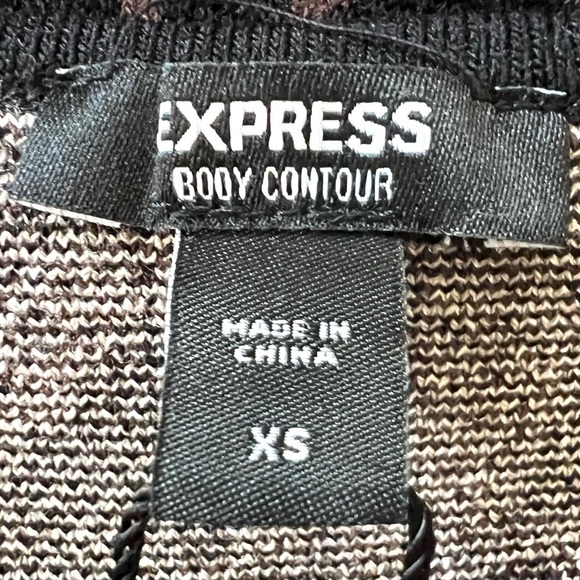 EXPRESS
BODY CONTOUR
MADE IN
CHINA
XS